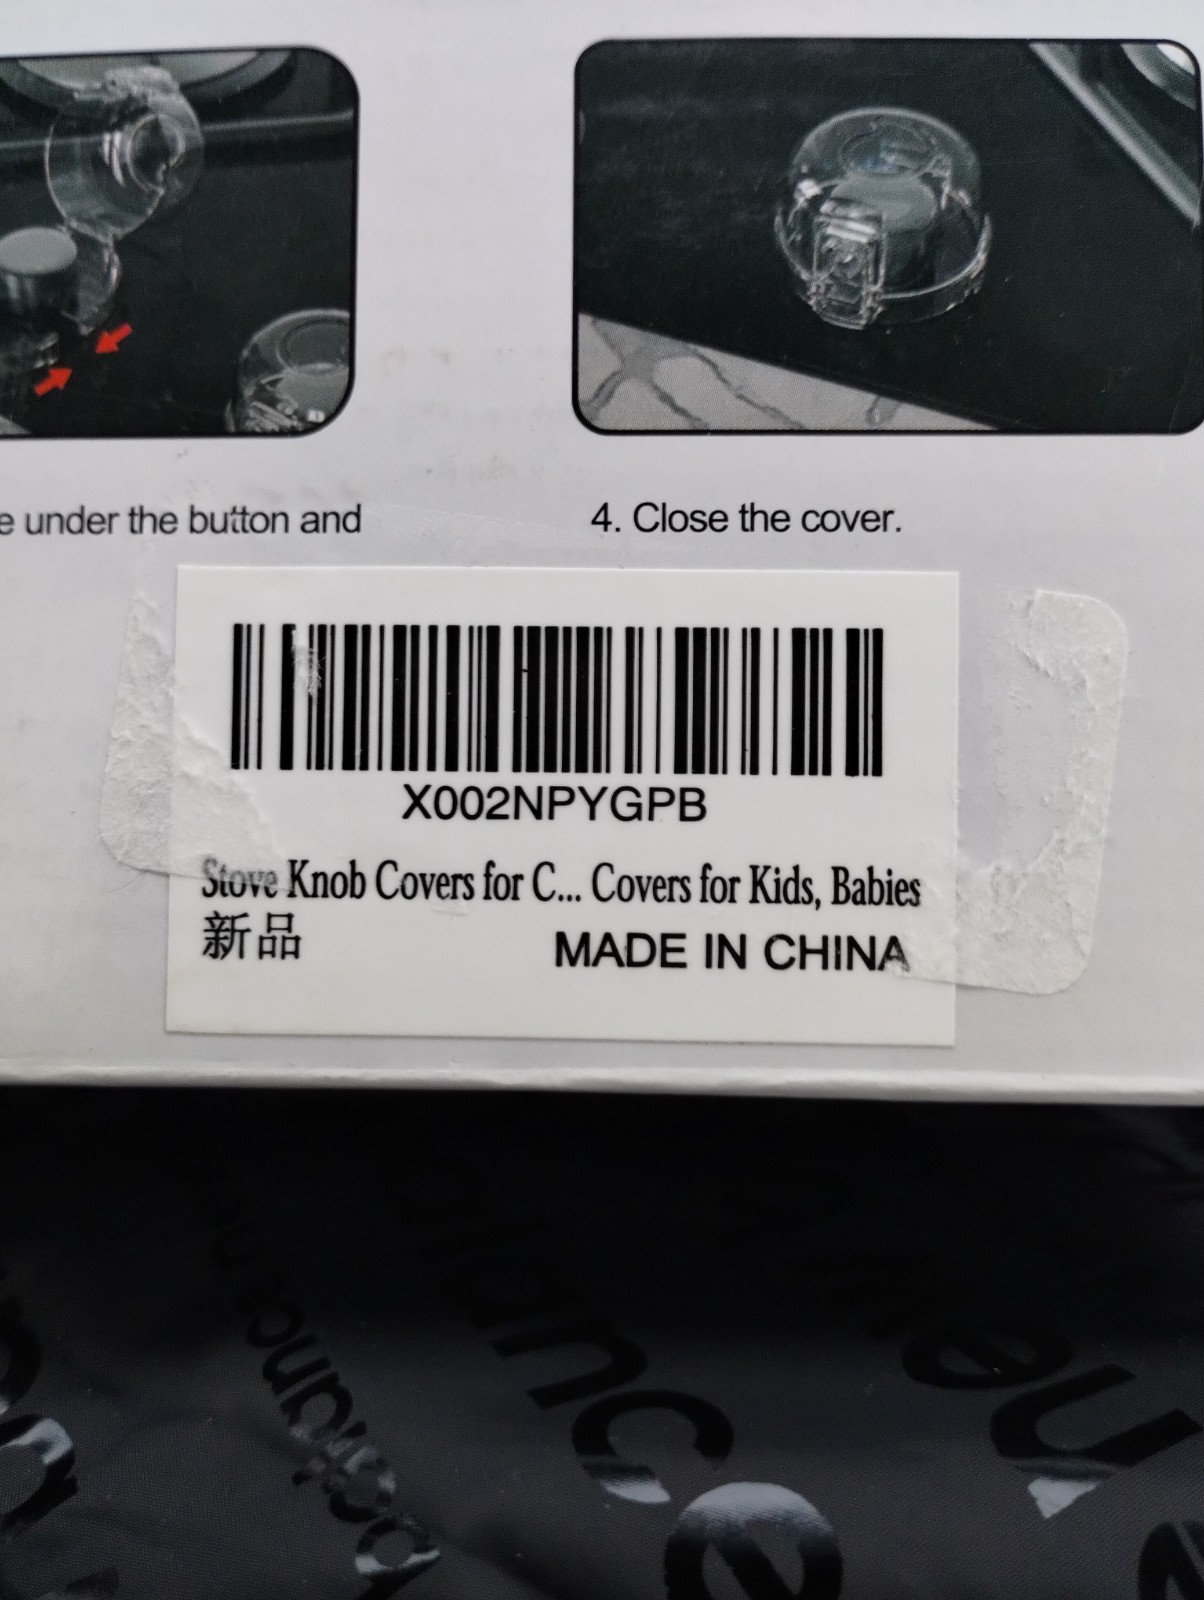 e under the button and
4. Close the cover.
X002NPYGPB
Stove Knob Covers for C... Covers for Kids, Babies
新品
MADE IN CHINA